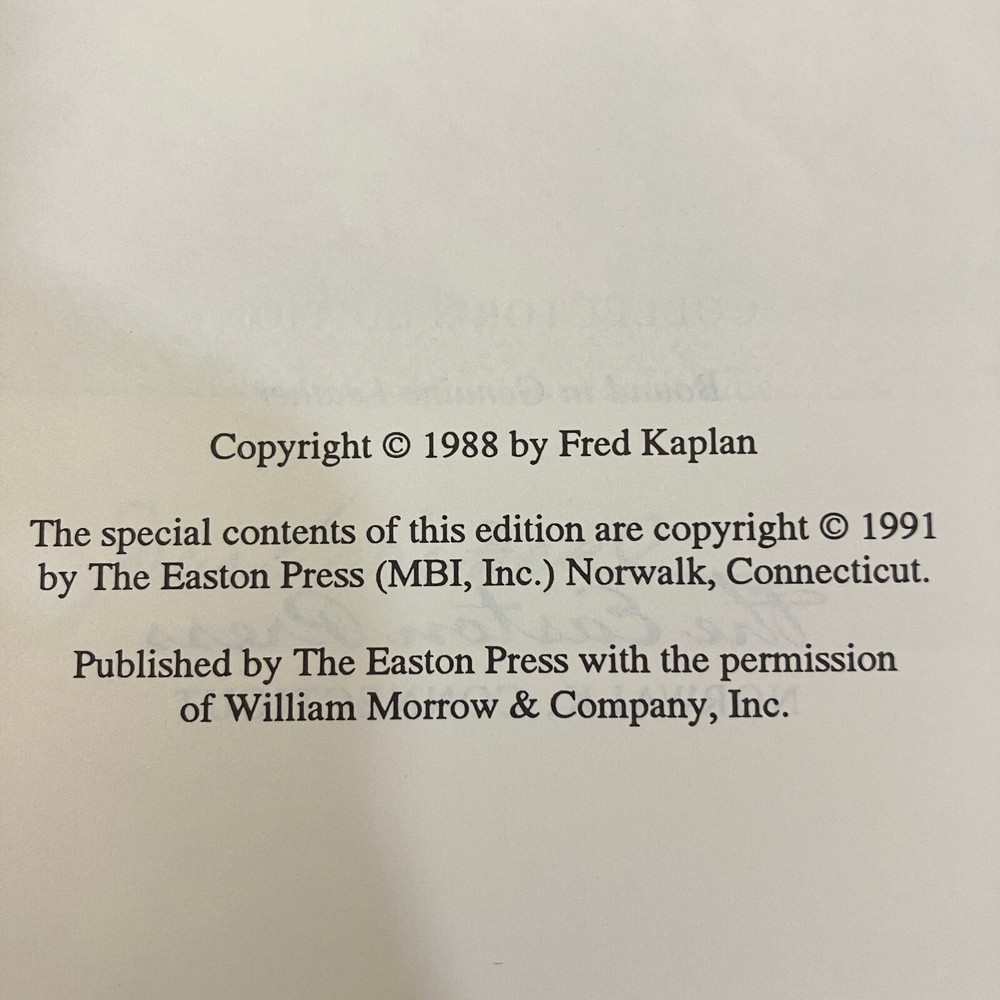 Copyright © 1988 by Fred Kaplan
The special contents of this edition are copyright © 1991
by The Easton Press (MBI, Inc.) Norwalk, Connecticut.
Published by The Easton Press with the permission
of William Morrow & Company, Inc.